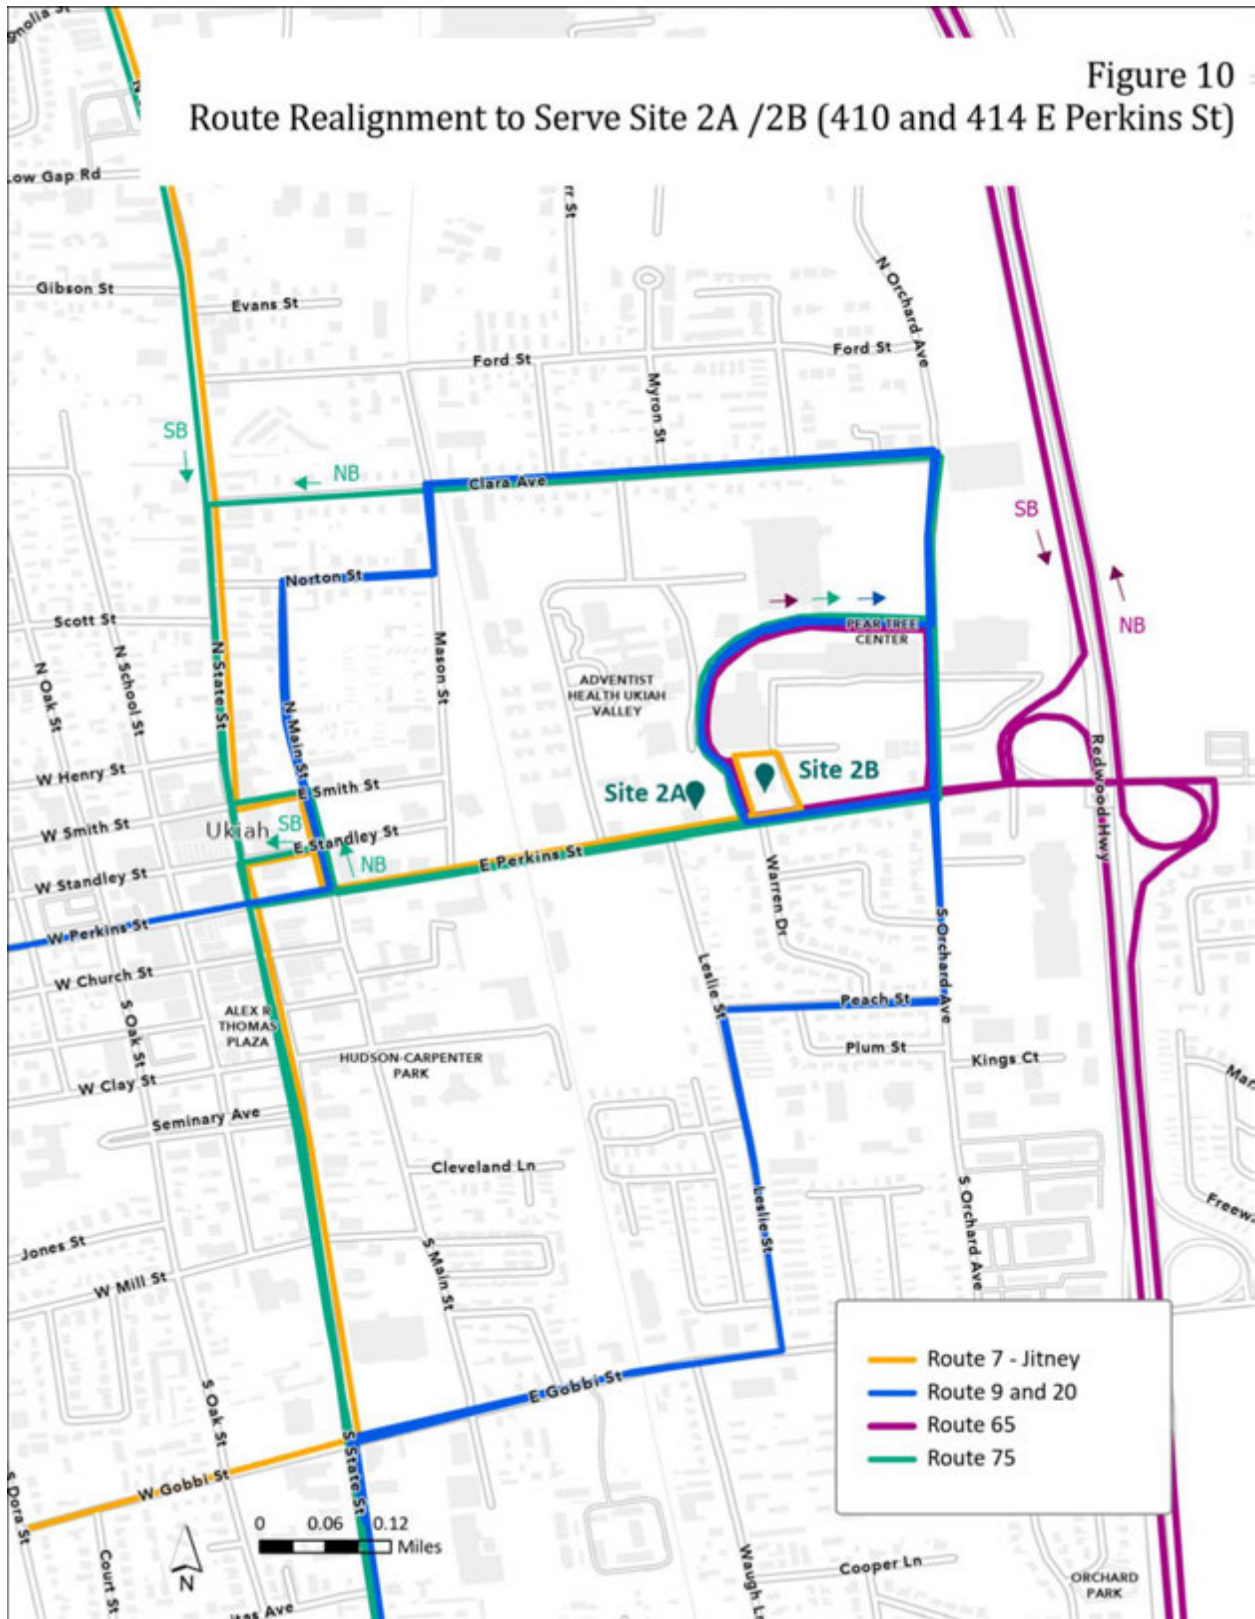 Figure 10
Route Realignment to Serve Site 2A /2B (410 and 414 E Perkins St)
Low Gap Rd
Gibson St
Evans St
N Orchard Ave
Ford St
Ford St
Myron St
SB
NB
Clara Ave
SB
Norton St
NB
Scott St
PEAR TREE
CENTER
N Oak St
N School St
N State St
Mason St
ADVENTIST
HEALTH UKIAH
VALLEY
N Main St
W Henry St
E Smith St
Site 2A
Site 2B
Redwood Hwy
W Smith St
Ukiah
SB
E Standley St
NB
E Perkins St
W Standley St
Warren Dr
W Perkins St
S Orchard Ave
W Church St
Leslie St
Peach St
S Oak St
ALEX R
THOMAS
PLAZA
Plum St
HUDSON-CARPENTER
PARK
Kings Ct
W Clay St
Seminary Ave
Cleveland Ln
Leslie St
S Orchard Ave
Jones St
S Main St
W Mill St
Route 7 - Jitney
Route 9 and 20
Route 65
Route 75
E Gobbi St
S Oak St
S State St
W Gobbi St
S Dora St
0 0.06 0.12
Miles
N
Court St
Waugh Ln
Cooper Ln
ORCHARD
PARK